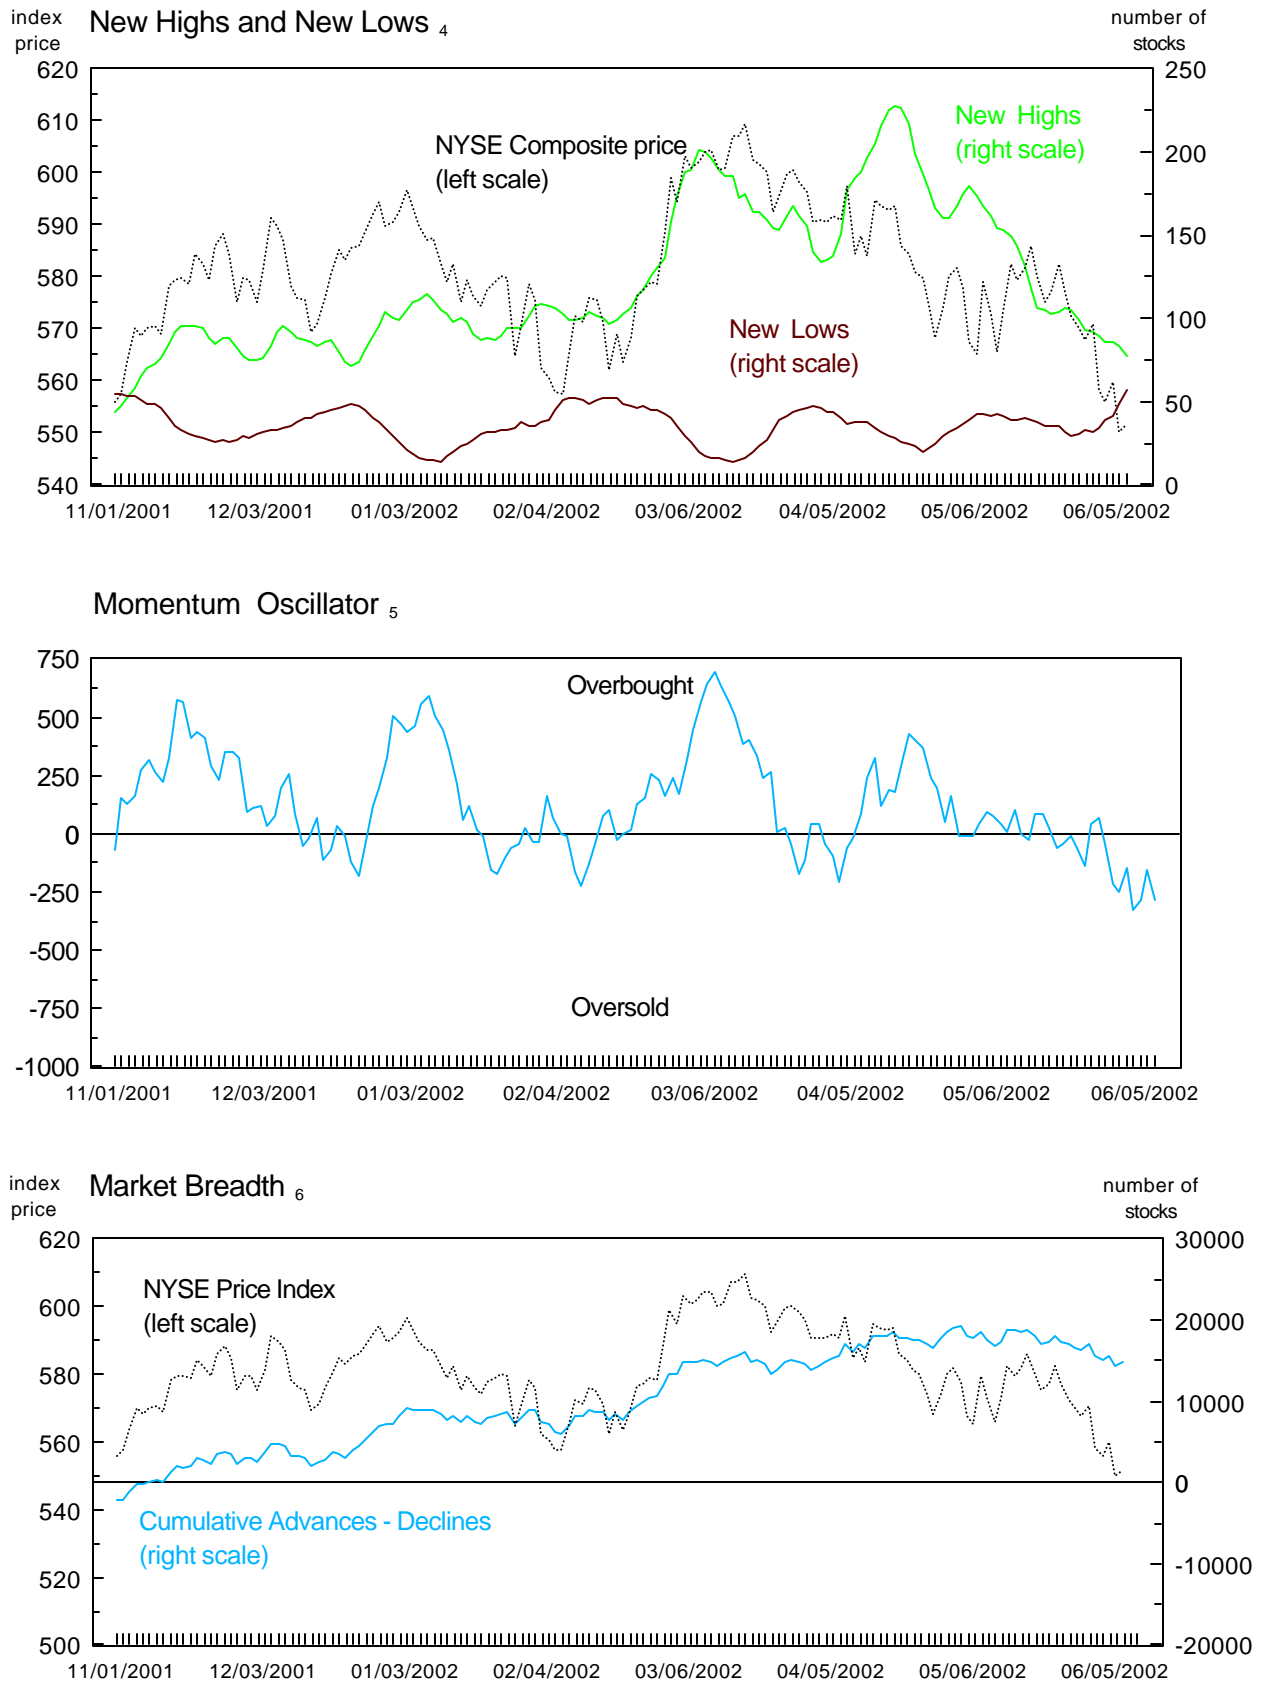 index
price
New Highs and New Lows 4
number of
stocks
620
610
600
590
580
570
560
550
540
250
200
150
100
50
0
NYSE Composite price
(left scale)
New Highs
(right scale)
New Lows
(right scale)
11/01/2001 12/03/2001 01/03/2002 02/04/2002 03/06/2002 04/05/2002 05/06/2002 06/05/2002
Momentum Oscillator 5
750
500
250
0
-250
-500
-750
-1000
Overbought
Oversold
11/01/2001 12/03/2001 01/03/2002 02/04/2002 03/06/2002 04/05/2002 05/06/2002 06/05/2002
index
price
Market Breadth 6
number of
stocks
620
600
580
560
540
520
500
30000
20000
10000
0
-10000
-20000
NYSE Price Index
(left scale)
Cumulative Advances - Declines
(right scale)
11/01/2001 12/03/2001 01/03/2002 02/04/2002 03/06/2002 04/05/2002 05/06/2002 06/05/2002